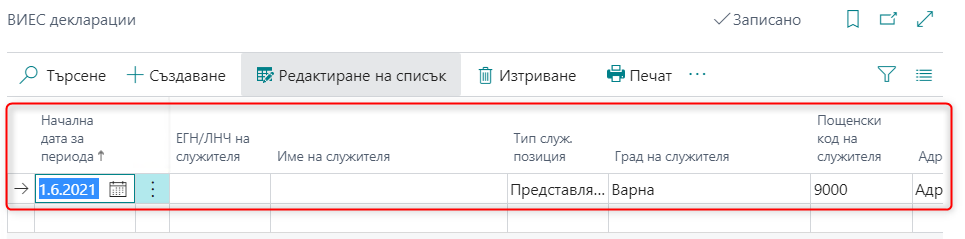 ВИЕС декларации
Записано
Търсене
Създаване
Редактиране на списък
Изтриване
Печат
Начална
дата за
периода
ЕГН/ЛНЧ на
служителя
Име на служителя
Тип служ.
позиция
Град на служителя
Пощенски
код на
служителя
Адр
1.6.2021
Представля...
Варна
9000
Адр